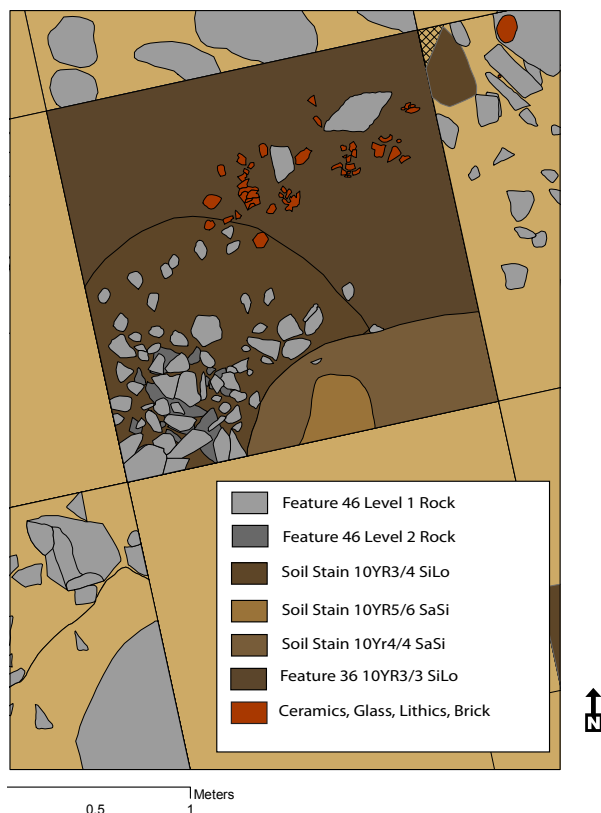 Feature 46 Level 1 Rock
Feature 46 Level 2 Rock
Soil Stain 10YR3/4 SiLo
Soil Stain 10YR5/6 SaSi
Soil Stain 10Yr4/4 SaSi
Feature 36 10YR3/3 SiLo
Ceramics, Glass, Lithics, Brick
N
Meters
0.5 1